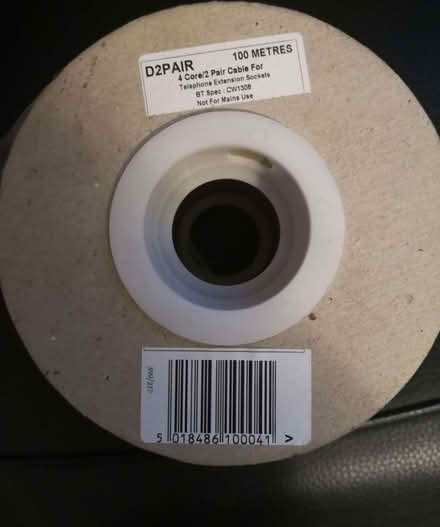 D2PAIR 100 METRES
4 Core/2 Pair Cable For
Telephone Extension Sockets
BT Spec : CW1308
Not For Mains Use
5 018486 100041 >